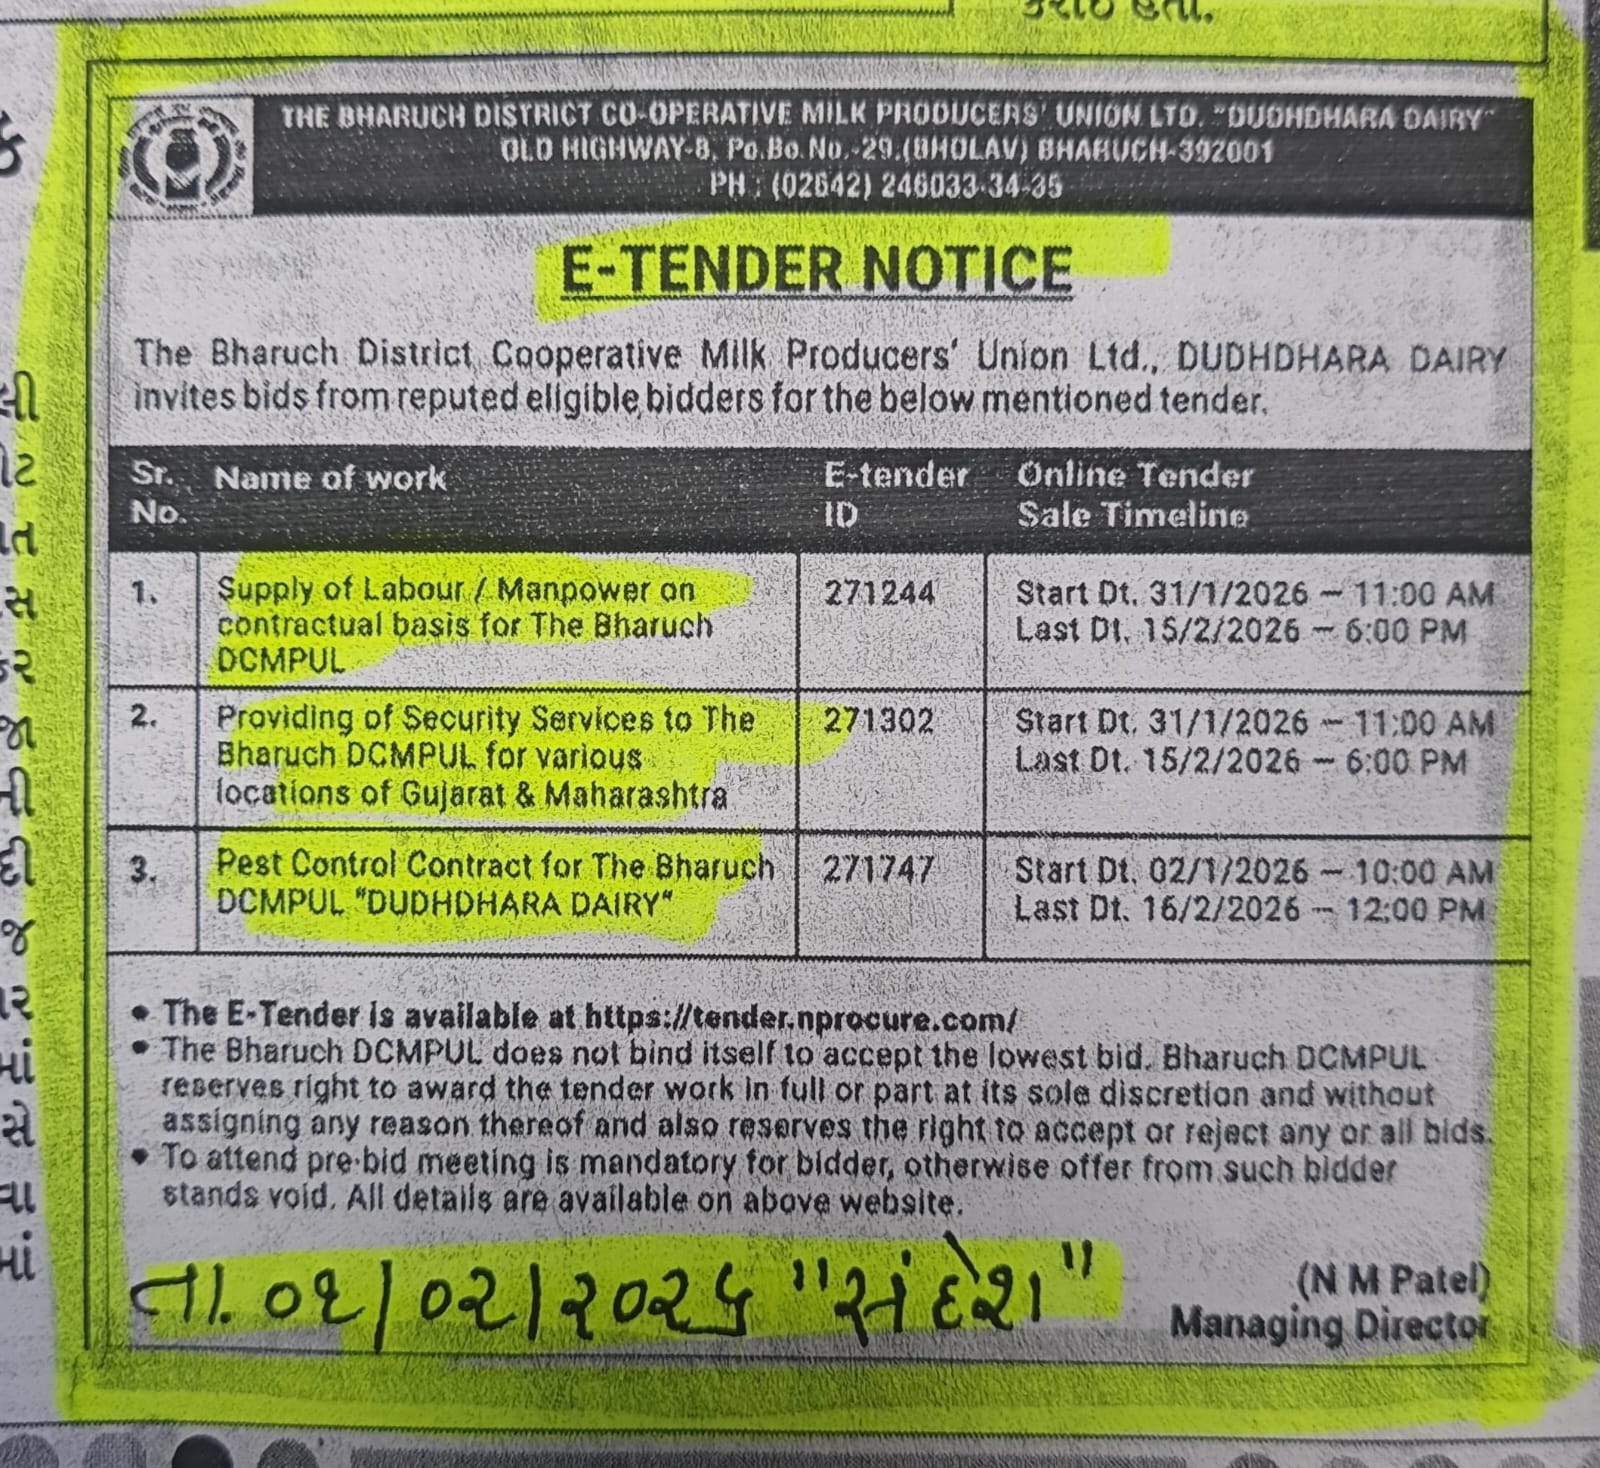 કરાઇ હતી.
THE BHARUCH DISTRICT CO-OPERATIVE MILK PRODUCERS' UNION LTD. "DUDHDHARA DAIRY"
OLD HIGHWAY-8, Po.Bo.No.-29,(BHOLAV) BHARUCH-392001
PH : (02642) 246033-34-35
E-TENDER NOTICE
The Bharuch District Cooperative Milk Producers' Union Ltd., DUDHDHARA DAIRY
invites bids from reputed eligible bidders for the below mentioned tender.
Sr. No. Name of work E-tender ID Online Tender Sale Timeline
1. Supply of Labour / Manpower on 271244 Start Dt. 31/1/2026 – 11:00 AM
contractual basis for The Bharuch Last Dt. 15/2/2026 – 6:00 PM
DCMPUL
2. Providing of Security Services to The 271302 Start Dt. 31/1/2026 – 11:00 AM
Bharuch DCMPUL for various Last Dt. 15/2/2026 – 6:00 PM
locations of Gujarat & Maharashtra
3. Pest Control Contract for The Bharuch 271747 Start Dt. 02/1/2026 – 10:00 AM
DCMPUL "DUDHDHARA DAIRY" Last Dt. 16/2/2026 – 12:00 PM
• The E-Tender is available at https://tender.nprocure.com/
• The Bharuch DCMPUL does not bind itself to accept the lowest bid. Bharuch DCMPUL
reserves right to award the tender work in full or part at its sole discretion and without
assigning any reason thereof and also reserves the right to accept or reject any or all bids.
• To attend pre-bid meeting is mandatory for bidder, otherwise offer from such bidder
stands void. All details are available on above website.
તા. ૦૧/૦૨/૨૦૨૬ "સંદેશ"
(N M Patel)
Managing Director